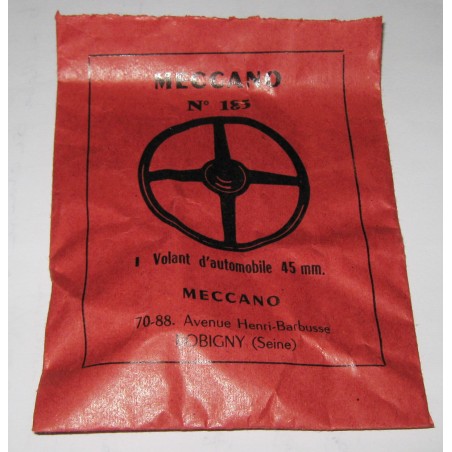 MECCANO
N° 185
1 Volant d'automobile 45 mm.
MECCANO
70-88. Avenue Henri-Barbusse
BOBIGNY (Seine)